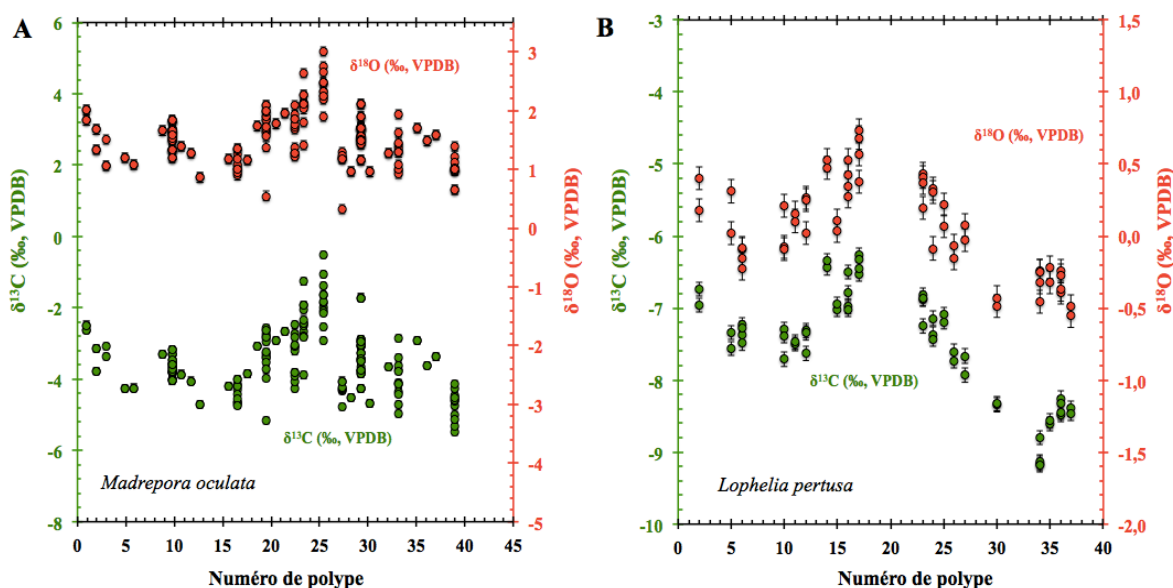 A
B
δ¹³C (‰, VPDB)
6
4
2
0
-2
-4
-6
-8
δ¹⁸O (‰, VPDB)
δ¹³C (‰, VPDB)
Madrepora oculata
3
2
1
0
-1
-2
-3
-4
-5
δ¹⁸O (‰, VPDB)
0 5 10 15 20 25 30 35 40 45
Numéro de polype
δ¹³C (‰, VPDB)
-3
-4
-5
-6
-7
-8
-9
-10
δ¹⁸O (‰, VPDB)
δ¹³C (‰, VPDB)
Lophelia pertusa
1,5
1,0
0,5
0,0
-0,5
-1,0
-1,5
-2,0
δ¹⁸O (‰, VPDB)
0 5 10 15 20 25 30 35 40
Numéro de polype